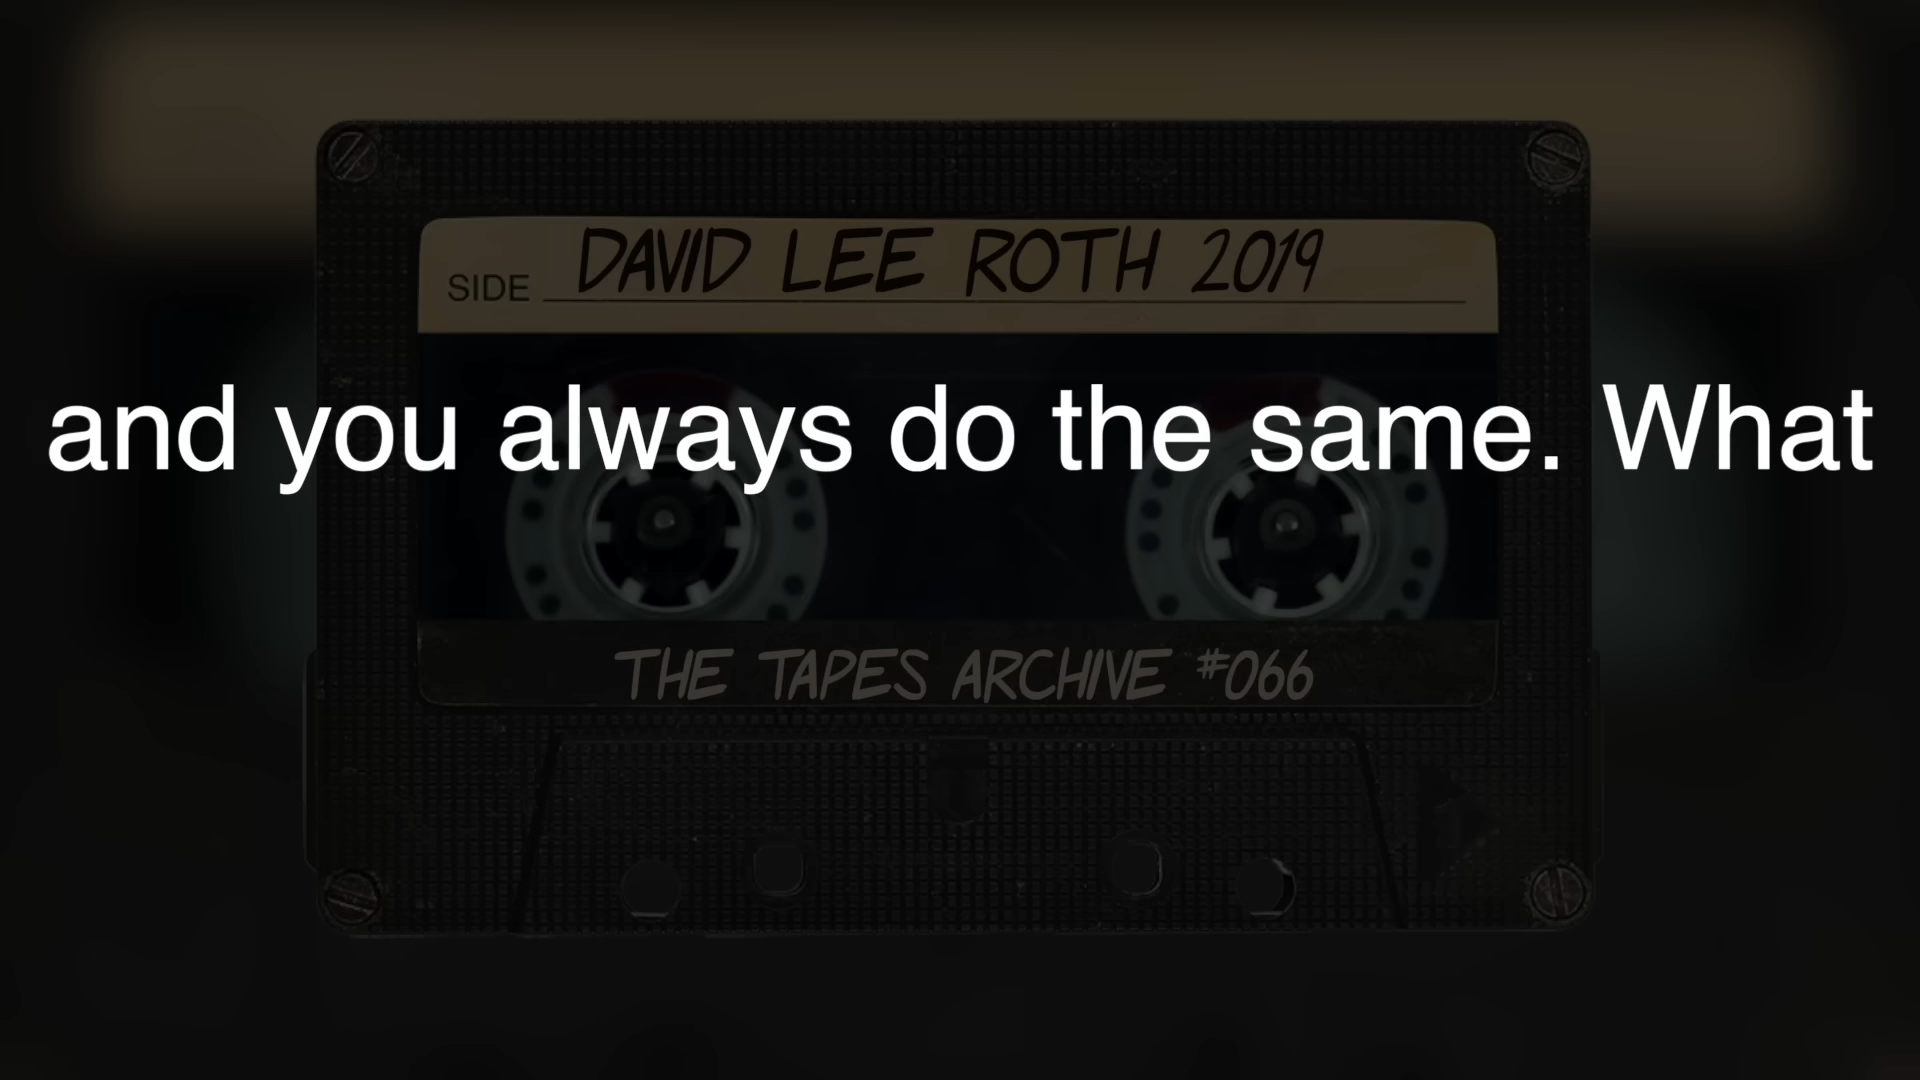 SIDE DAVID LEE ROTH 2019
and you always do the same. What
THE TAPES ARCHIVE #066